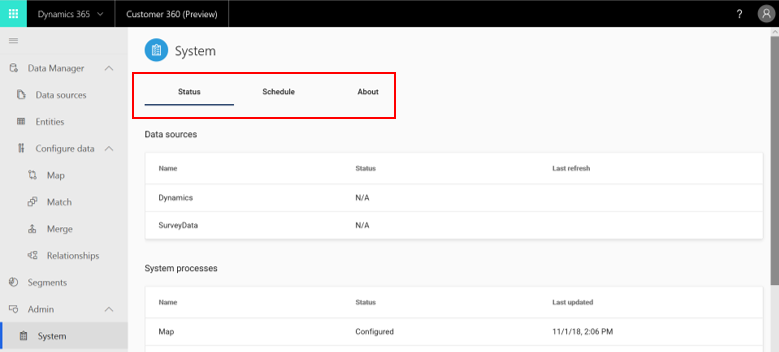 Dynamics 365 Customer 360 (Preview) ?
System
Data Manager
Data sources
Entities
Configure data
Map
Match
Merge
Relationships
Segments
Admin
System
Status Schedule About
Data sources
Name Status Last refresh
Dynamics N/A
SurveyData N/A
System processes
Name Status Last updated
Map Configured 11/1/18, 2:06 PM